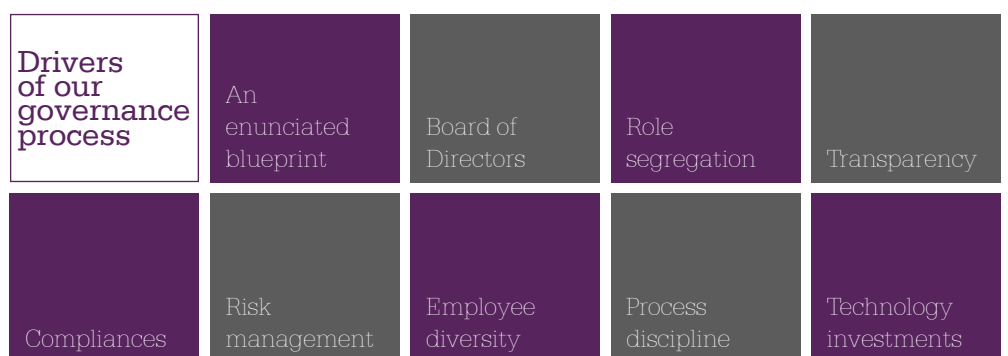 Drivers
of our
governance
process
An
enunciated
blueprint
Board of
Directors
Role
segregation
Transparency
Compliances
Risk
management
Employee
diversity
Process
discipline
Technology
investments